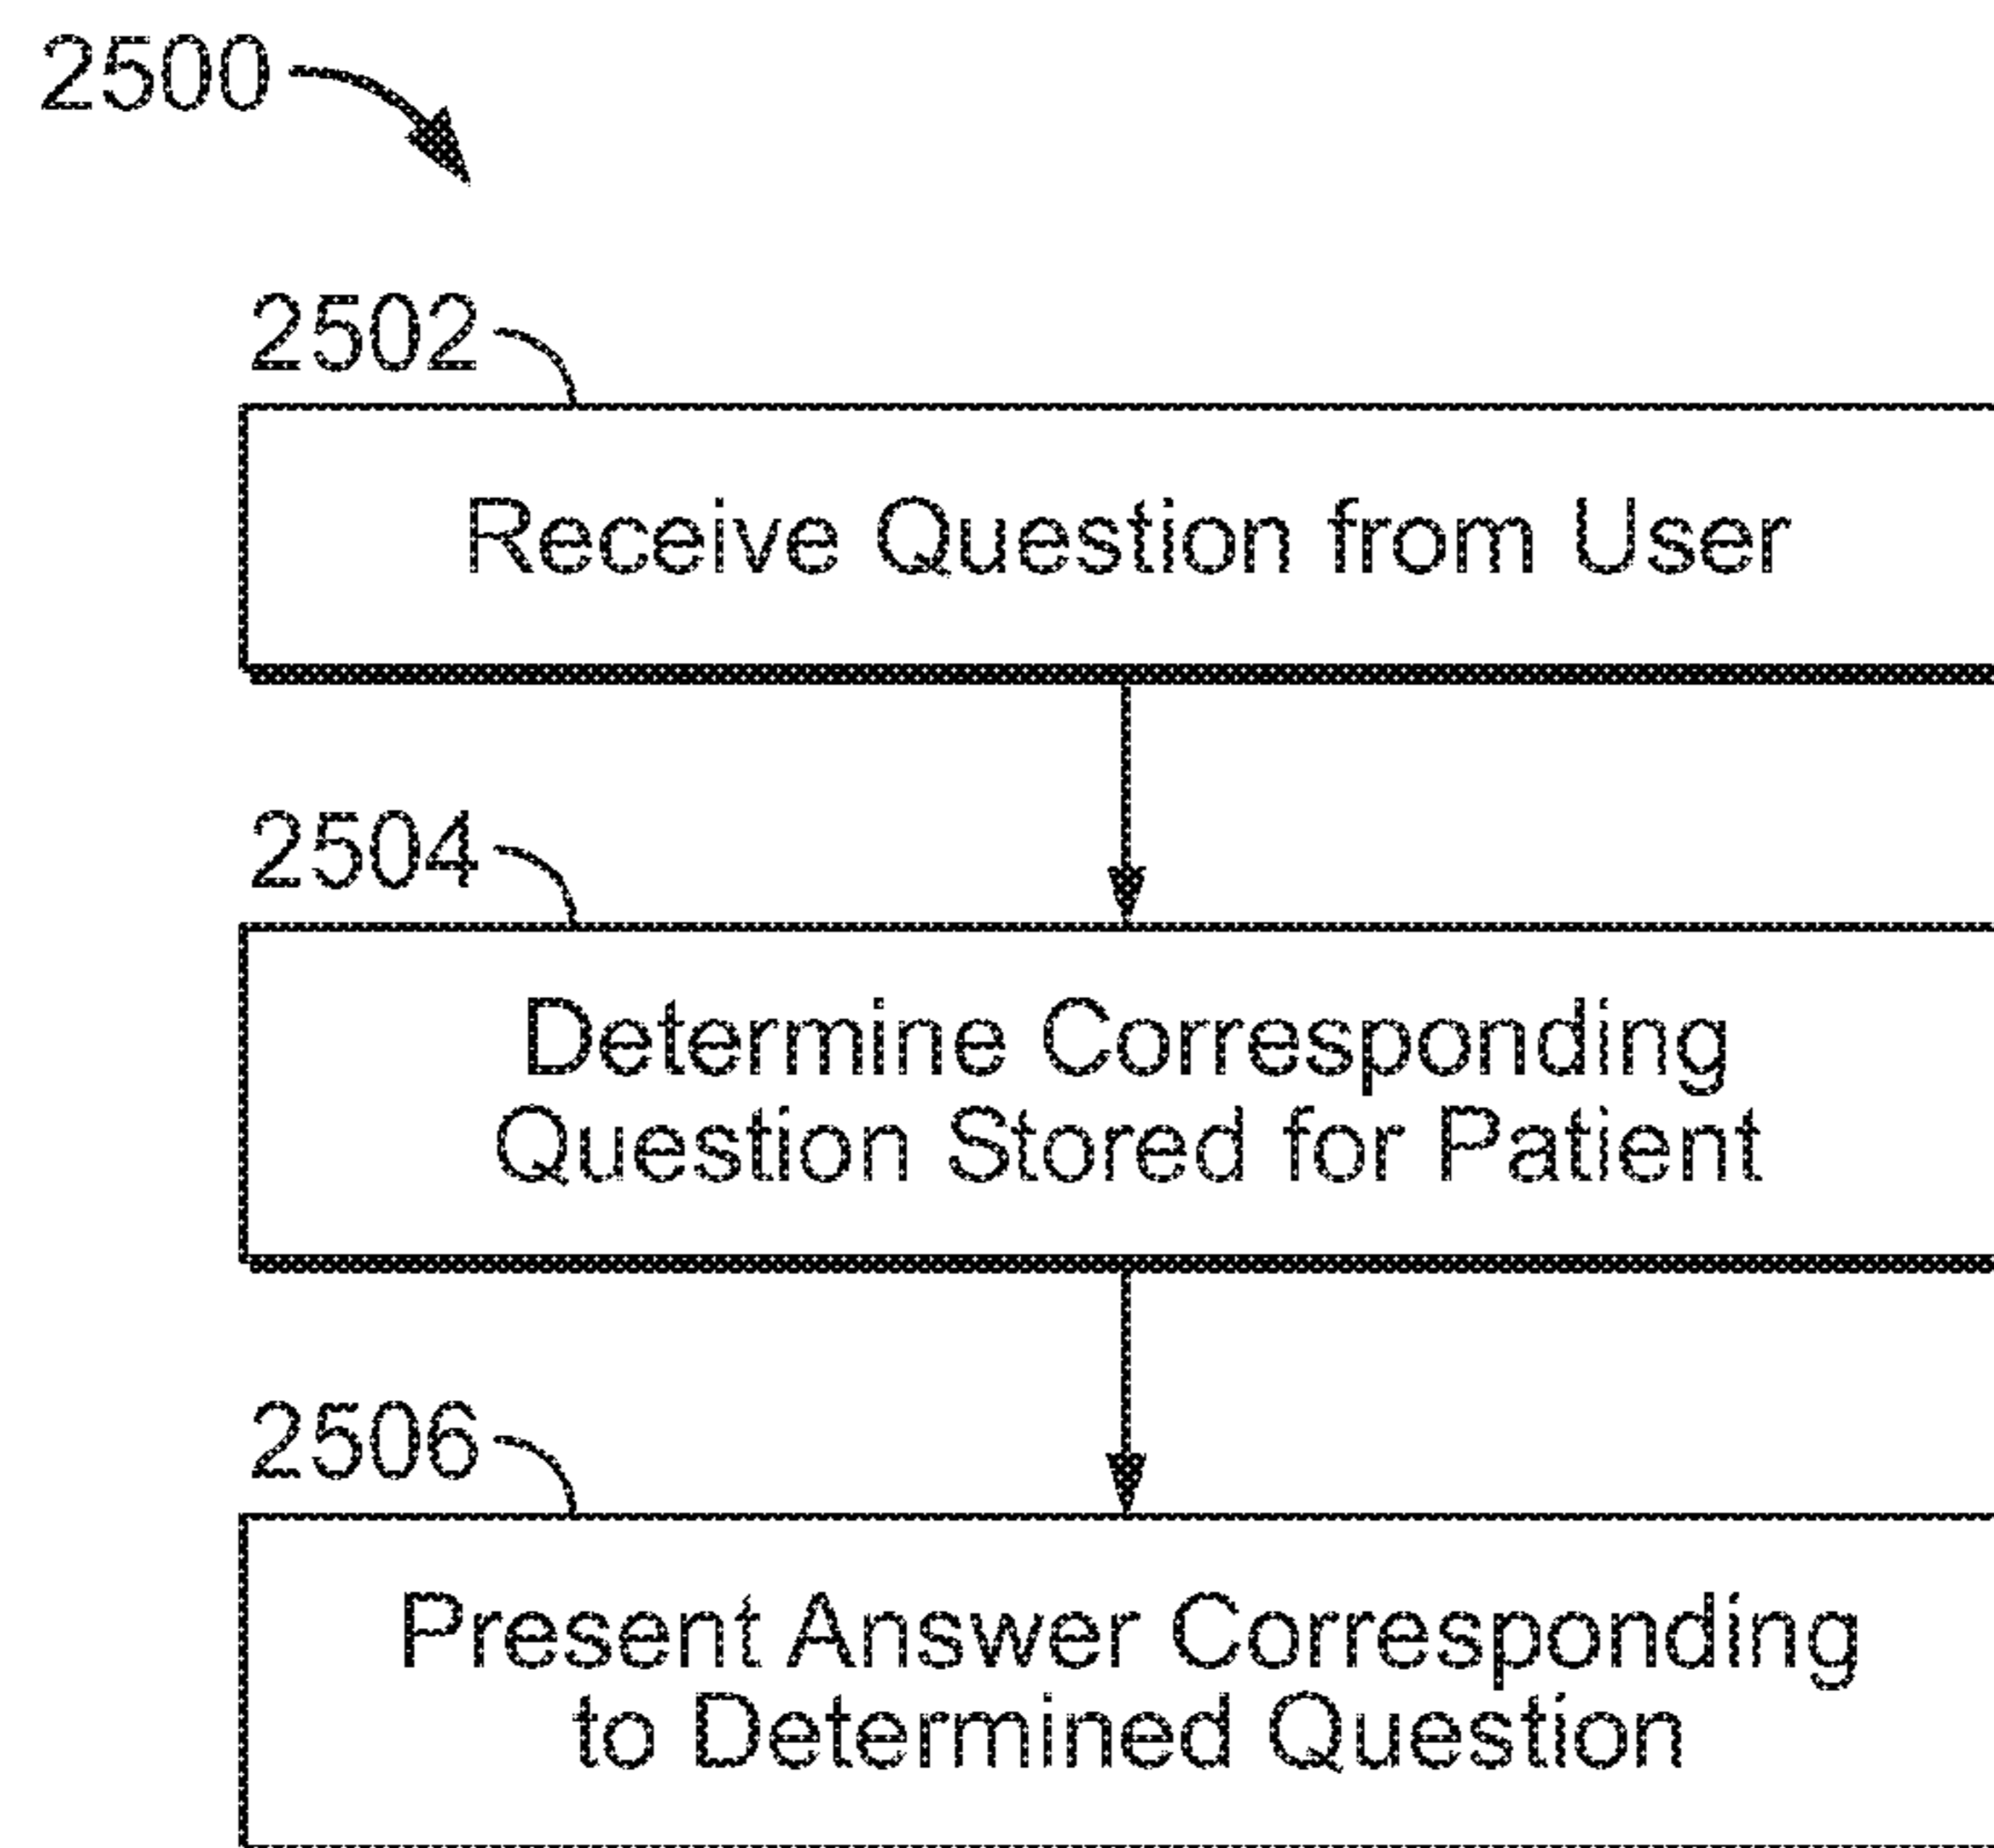 2500
2502
Receive Question from User
2504
Determine Corresponding
Question Stored for Patient
2506
Present Answer Corresponding
to Determined Question